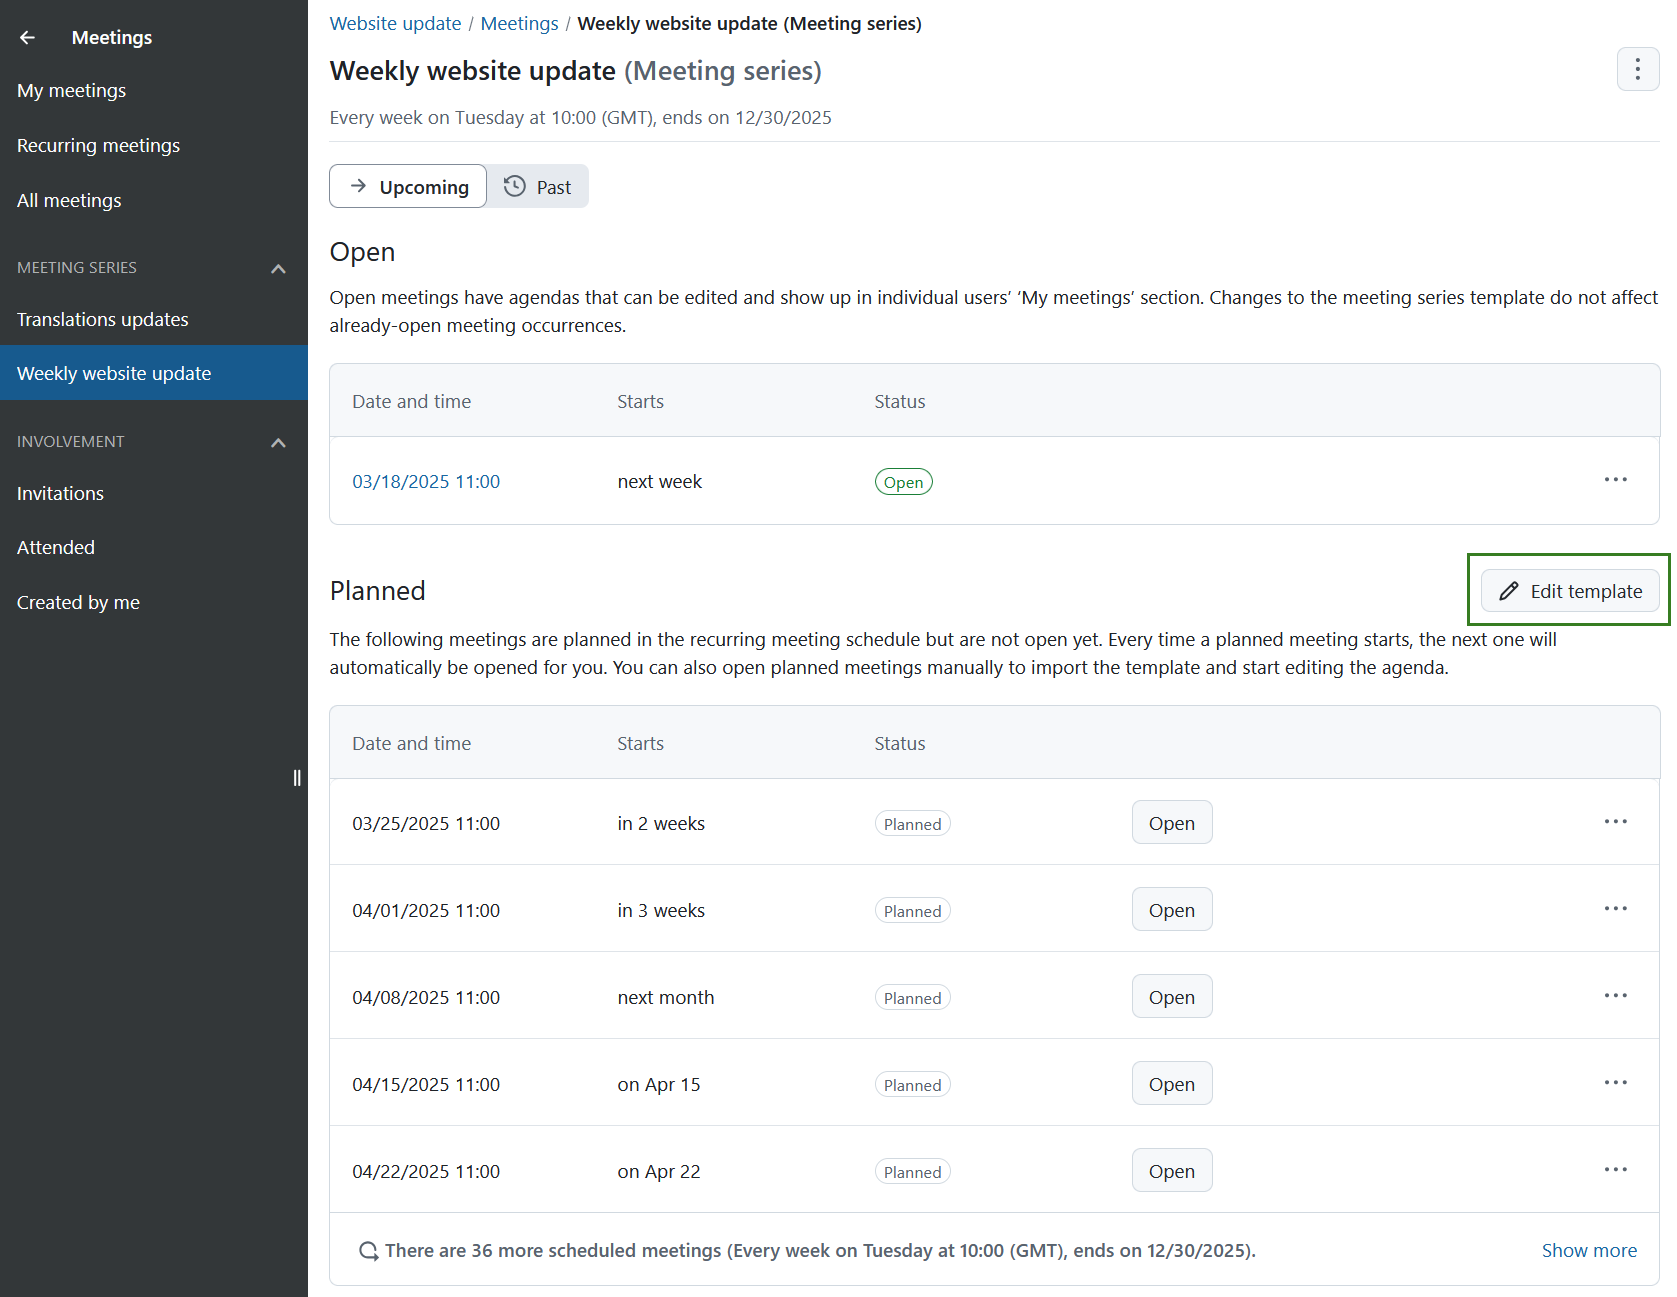 Meetings
My meetings
Recurring meetings
All meetings
MEETING SERIES
Translations updates
Weekly website update
INVOLVEMENT
Invitations
Attended
Created by me
Website update / Meetings / Weekly website update (Meeting series)
Weekly website update (Meeting series)
Every week on Tuesday at 10:00 (GMT), ends on 12/30/2025
Upcoming Past
Open
Open meetings have agendas that can be edited and show up in individual users’ ‘My meetings’ section. Changes to the meeting series template do not affect
already-open meeting occurrences.
Date and time Starts Status
03/18/2025 11:00 next week Open
Planned Edit template
The following meetings are planned in the recurring meeting schedule but are not open yet. Every time a planned meeting starts, the next one will
automatically be opened for you. You can also open planned meetings manually to import the template and start editing the agenda.
Date and time Starts Status
03/25/2025 11:00 in 2 weeks Planned Open
04/01/2025 11:00 in 3 weeks Planned Open
04/08/2025 11:00 next month Planned Open
04/15/2025 11:00 on Apr 15 Planned Open
04/22/2025 11:00 on Apr 22 Planned Open
There are 36 more scheduled meetings (Every week on Tuesday at 10:00 (GMT), ends on 12/30/2025). Show more